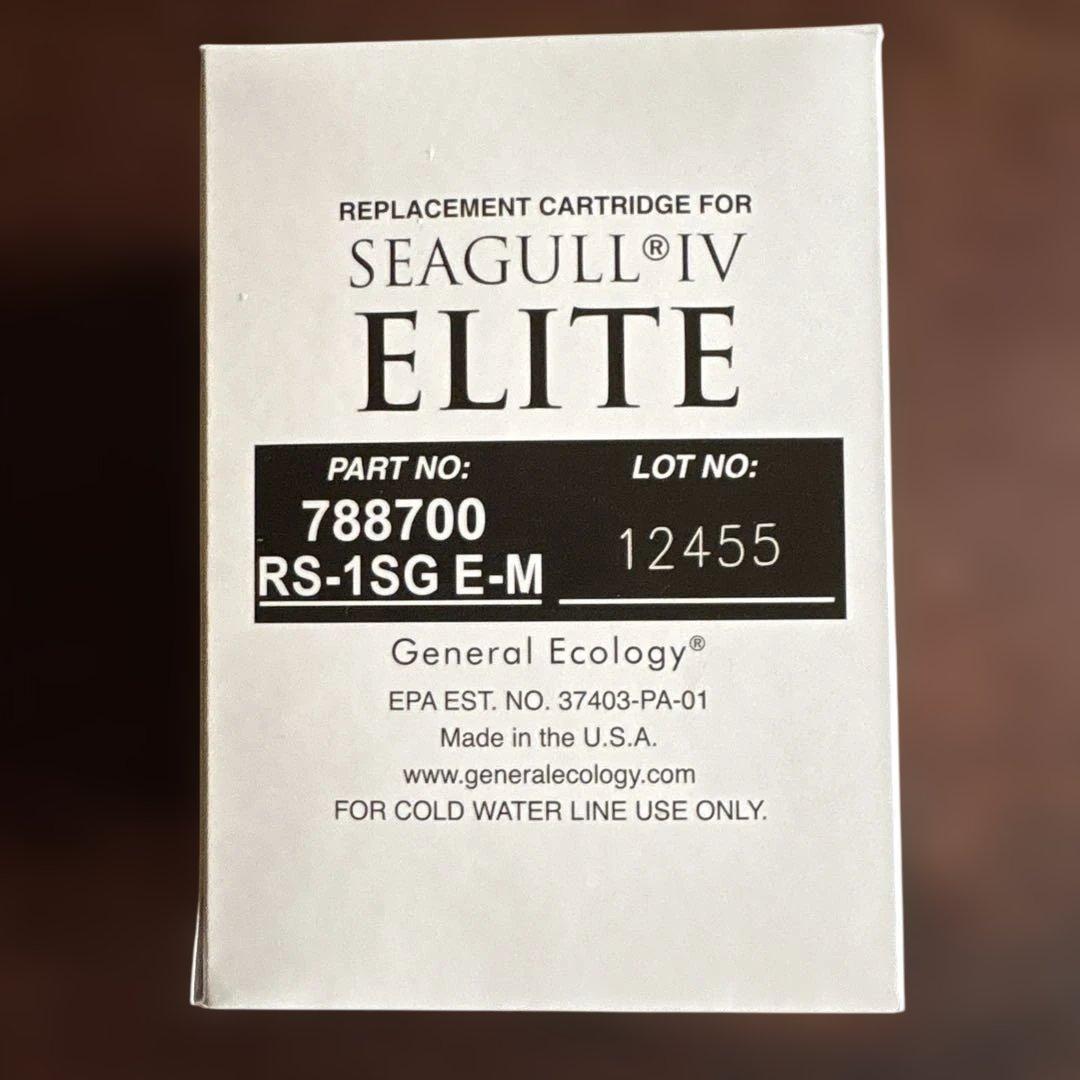 REPLACEMENT CARTRIDGE FOR
SEAGULL® IV
ELITE
PART NO:
788700
RS-1SG E-M
LOT NO:
12455
General Ecology®
EPA EST. NO. 37403-PA-01
Made in the U.S.A.
www.generalecology.com
FOR COLD WATER LINE USE ONLY.